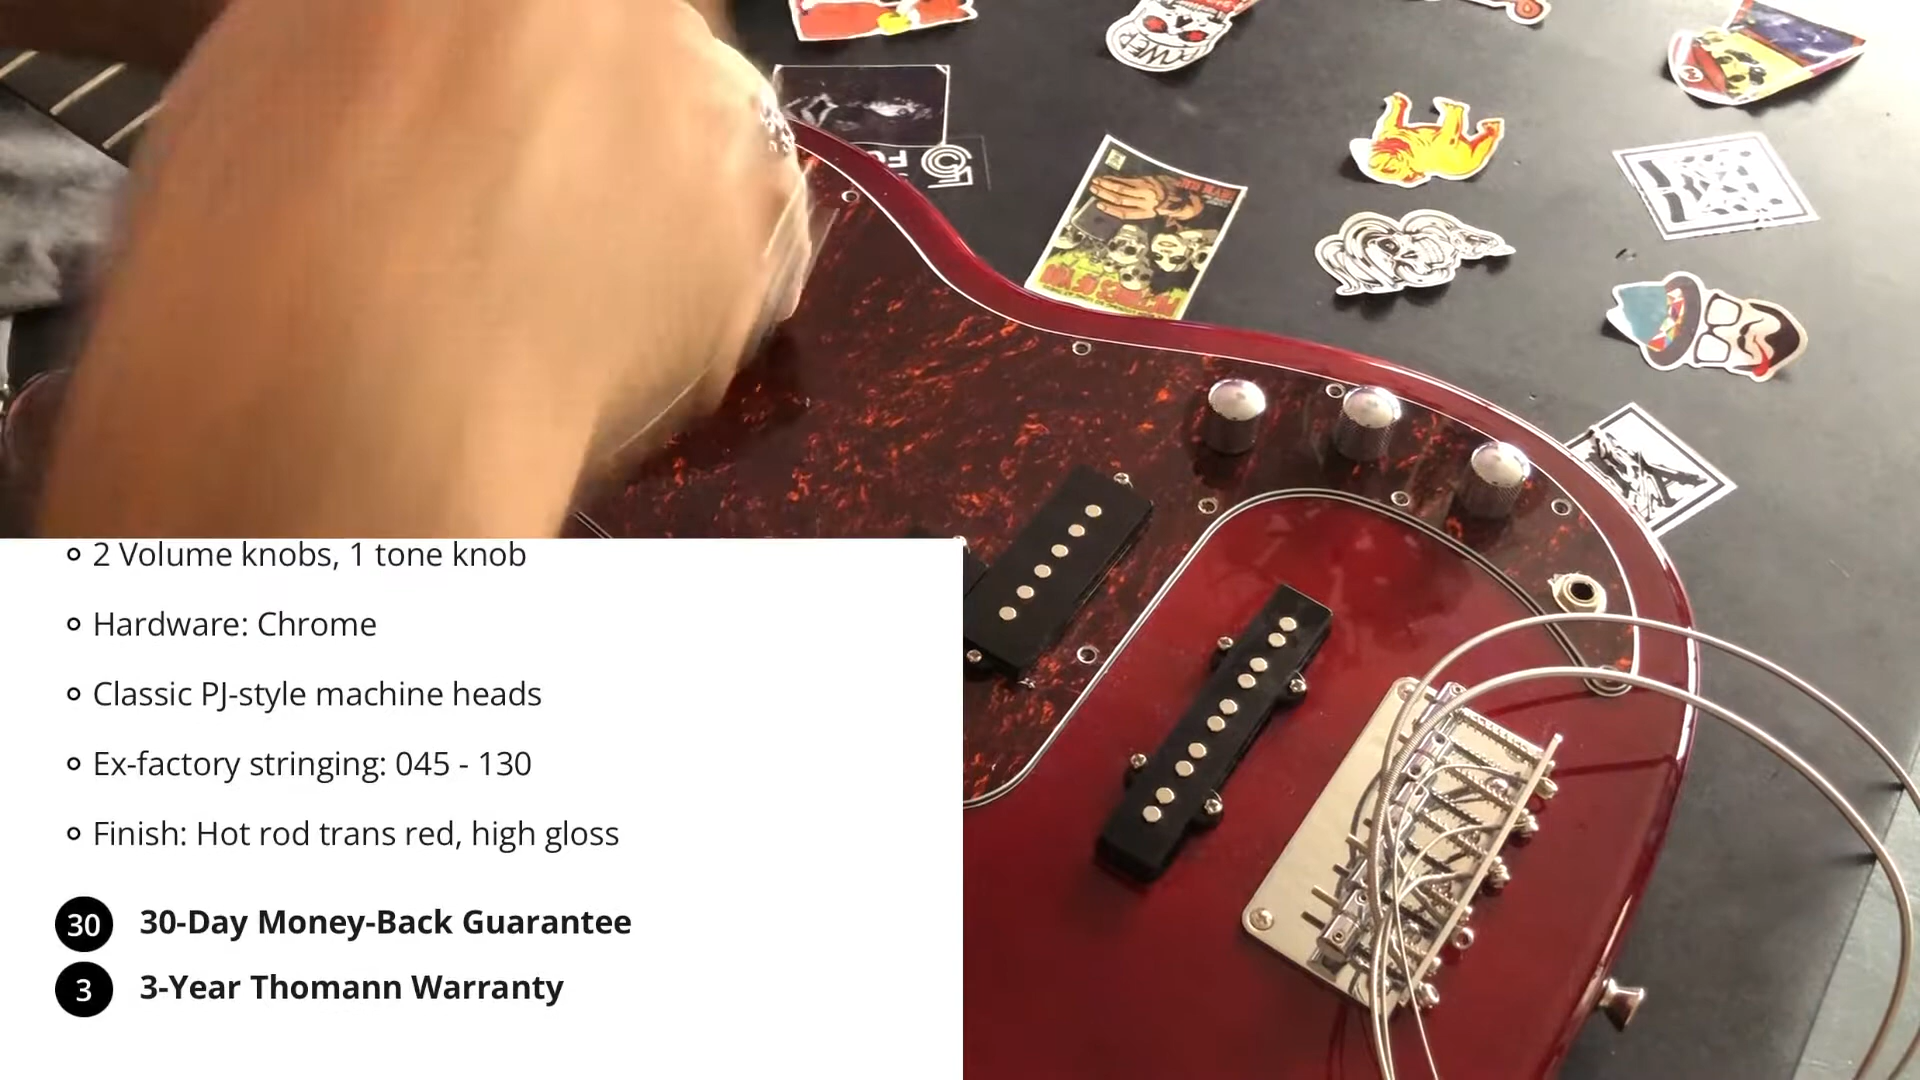 POWER
2 Volume knobs, 1 tone knob
Hardware: Chrome
Classic PJ-style machine heads
Ex-factory stringing: 045 - 130
Finish: Hot rod trans red, high gloss
30 30-Day Money-Back Guarantee
3 3-Year Thomann Warranty